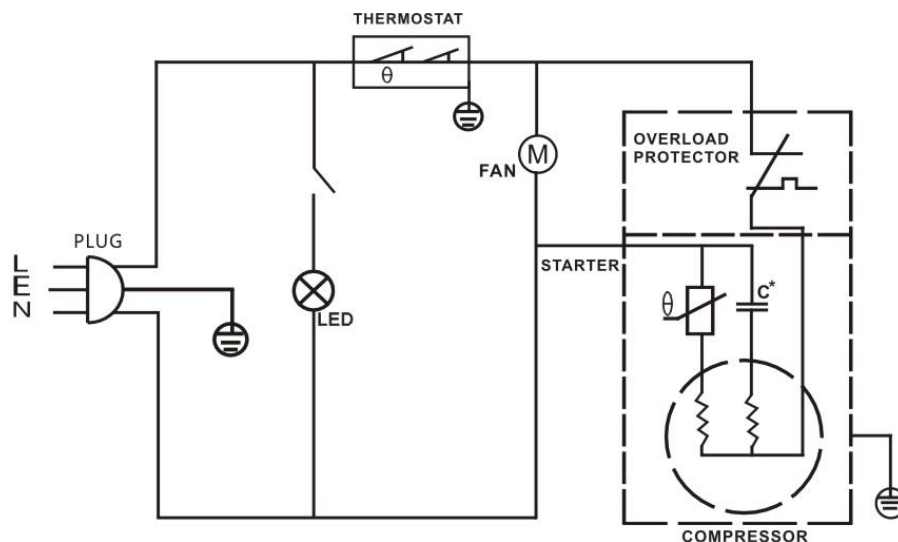 THERMOSTAT
θ
OVERLOAD
PROTECTOR
M
FAN
PLUG
L
E
N
STARTER
θ
C*
LED
COMPRESSOR